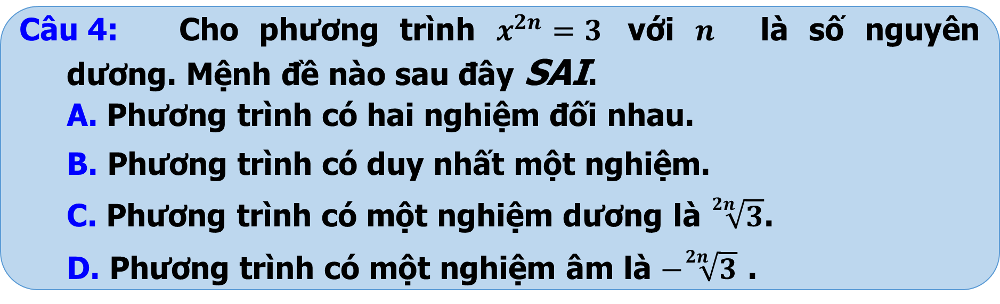 Câu 4: Cho phương trình $x^{2n} = 3$ với $n$ là số nguyên
dương. Mệnh đề nào sau đây SAI.
A. Phương trình có hai nghiệm đối nhau.
B. Phương trình có duy nhất một nghiệm.
C. Phương trình có một nghiệm dương là $\sqrt[2n]{3}$.
D. Phương trình có một nghiệm âm là $-\sqrt[2n]{3}$ .